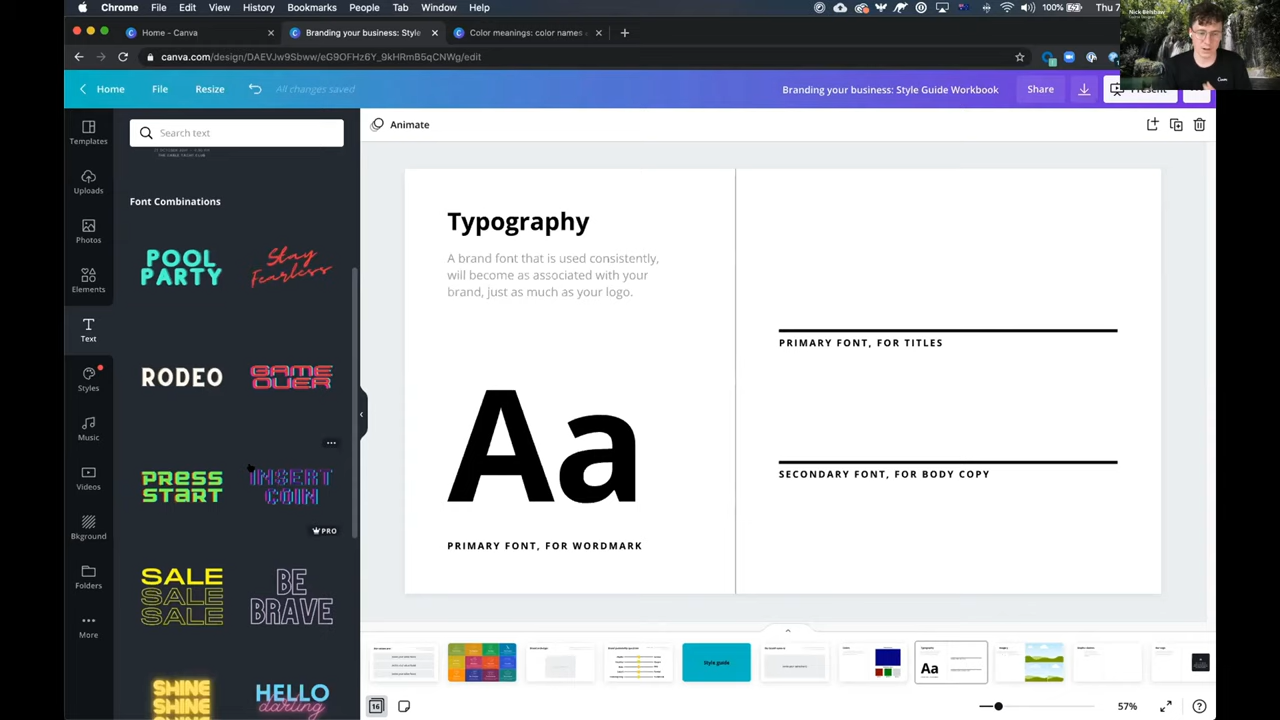 Chrome File Edit View History Bookmarks People Tab Window Help
100% Thu 7
Home - Canva
Branding your business: Style
Color meanings: color names
canva.com/design/DAEVJw9Sbww/eG9OFHz6Y_9kHRmB5qCNWg/edit
Home
File
Resize
All changes saved
Branding your business: Style Guide Workbook
Share
Present
Templates
Uploads
Photos
Elements
Text
Styles
Music
Videos
Bkground
Folders
More
Search text
Font Combinations
POOL
PARTY
Stay
Fearless
RODEO
GAME
OVER
PRESS
START
INSERT
COIN
PRO
SALE
SALE
SALE
BE
BRAVE
SHINE
SHINE
SHINE
HELLO
darling
Animate
Typography
A brand font that is used consistently,
will become as associated with your
brand, just as much as your logo.
Aa
PRIMARY FONT, FOR WORDMARK
PRIMARY FONT, FOR TITLES
SECONDARY FONT, FOR BODY COPY
Style guide
Aa
16
57%
Canva